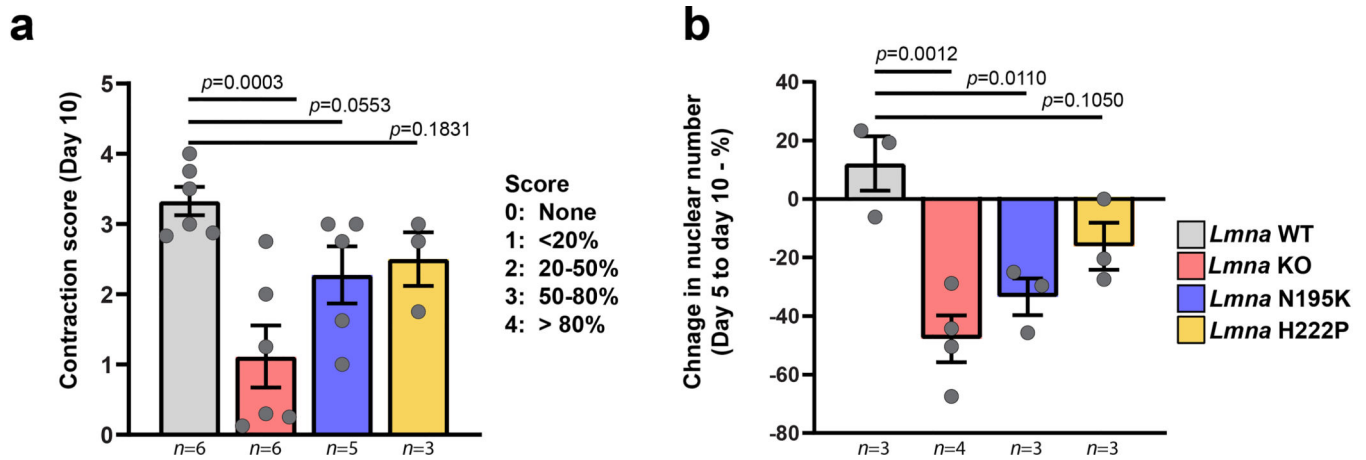 a
Contraction score (Day 10)
5
4
3
2
1
0
p=0.0003
p=0.0553
p=0.1831
n=6
n=6
n=5
n=3
Score
0: None
1: <20%
2: 20-50%
3: 50-80%
4: > 80%
b
Chnage in nuclear number
(Day 5 to day 10 - %)
40
20
0
-20
-40
-60
-80
p=0.0012
p=0.0110
p=0.1050
n=3
n=4
n=3
n=3
Lmna WT
Lmna KO
Lmna N195K
Lmna H222P